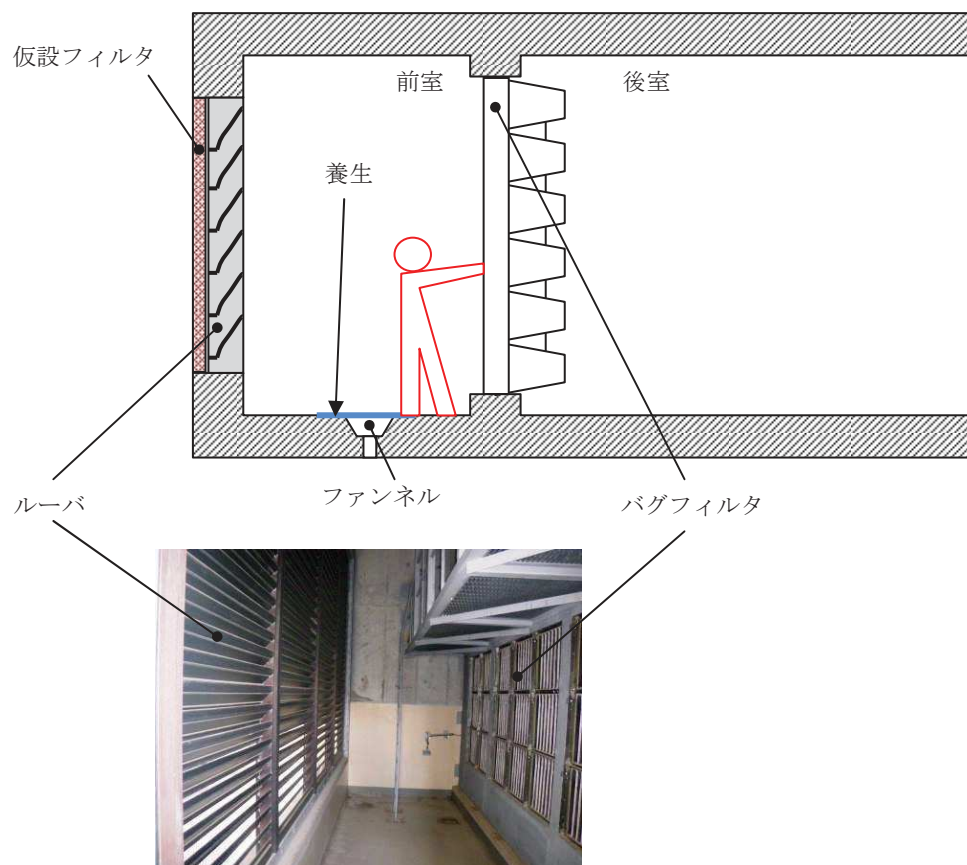 仮設フィルタ
前室
後室
養生
ルーバ
ファンネル
バグフィルタ